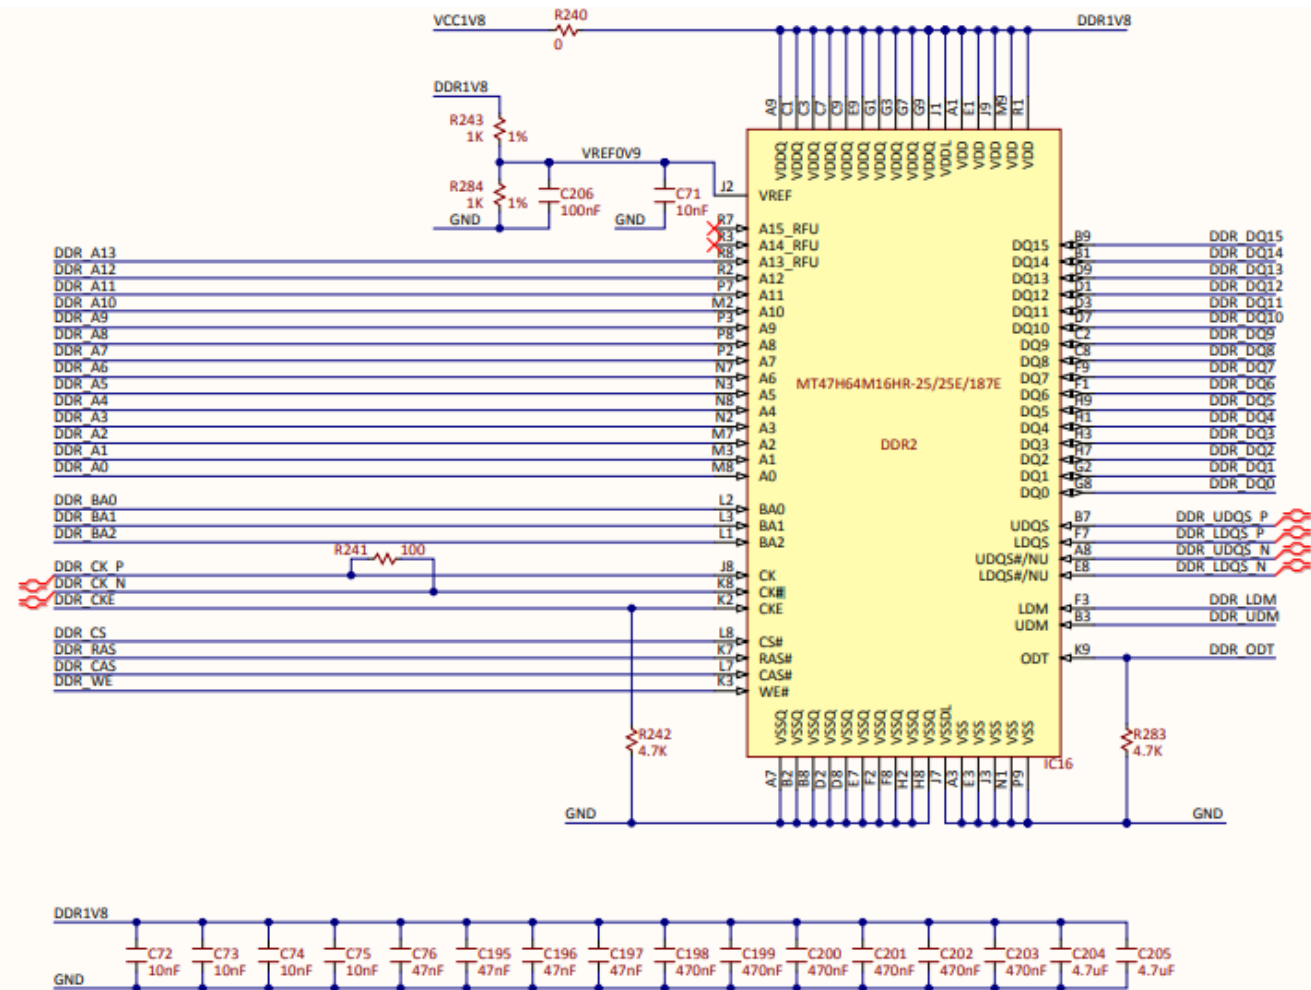 VCC1V8 R240 DDR1V8
0
DDR1V8
A9 C1 C3 C7 C9 E9 G1 G3 G7 G9 J1 A1 E1 J9 M9 R1
R243
1K 1%
VDDQ VDDQ VDDQ VDDQ VDDQ VDDQ VDDQ VDDQ VDDQ VDDQ VDDL VDD VDD VDD VDD VDD
VREF0V9
R284
1K 1%
C206
100nF
C71
10nF
J2 VREF
GND GND
R7 A15_RFU
R3 A14_RFU
DDR_A13 R8 A13_RFU
DDR_A12 R2 A12
DDR_A11 P7 A11
DDR_A10 M2 A10
DDR_A9 P3 A9
DDR_A8 P8 A8
DDR_A7 P2 A7
DDR_A6 N7 A6
DDR_A5 N3 A5
DDR_A4 N8 A4
DDR_A3 N2 A3
DDR_A2 M7 A2
DDR_A1 M3 A1
DDR_A0 M8 A0
DDR_BA0 L2 BA0
DDR_BA1 L3 BA1
DDR_BA2 L1 BA2
R241 100
DDR_CK_P J8 CK
DDR_CK_N K8 CK#
DDR_CKE K2 CKE
DDR_CS L8 CS#
DDR_RAS K7 RAS#
DDR_CAS L7 CAS#
DDR_WE K3 WE#
MT47H64M16HR-25/25E/187E
DDR2
DQ15 B9 DDR_DQ15
DQ14 B1 DDR_DQ14
DQ13 D9 DDR_DQ13
DQ12 D1 DDR_DQ12
DQ11 D3 DDR_DQ11
DQ10 D7 DDR_DQ10
DQ9 C2 DDR_DQ9
DQ8 C8 DDR_DQ8
DQ7 F9 DDR_DQ7
DQ6 F1 DDR_DQ6
DQ5 H9 DDR_DQ5
DQ4 H1 DDR_DQ4
DQ3 H3 DDR_DQ3
DQ2 H7 DDR_DQ2
DQ1 G2 DDR_DQ1
DQ0 G8 DDR_DQ0
UDQS B7 DDR_UDQS_P
LDQS F7 DDR_LDQS_P
UDQS#/NU A8 DDR_UDQS_N
LDQS#/NU E8 DDR_LDQS_N
LDM F3 DDR_LDM
UDM B3 DDR_UDM
ODT K9 DDR_ODT
VSSQ VSSQ VSSQ VSSQ VSSQ VSSQ VSSQ VSSQ VSSQ VSSQ VSSDL VSS VSS VSS VSS VSS
R242
4.7K
R283
4.7K
IC16
A7 B2 B8 D2 D8 E7 F2 F8 H2 H8 J7 A3 E3 J3 N1 P9
GND GND
DDR1V8
C72 C73 C74 C75 C76 C195 C196 C197 C198 C199 C200 C201 C202 C203 C204 C205
10nF 10nF 10nF 10nF 47nF 47nF 47nF 47nF 470nF 470nF 470nF 470nF 470nF 470nF 4.7uF 4.7uF
GND